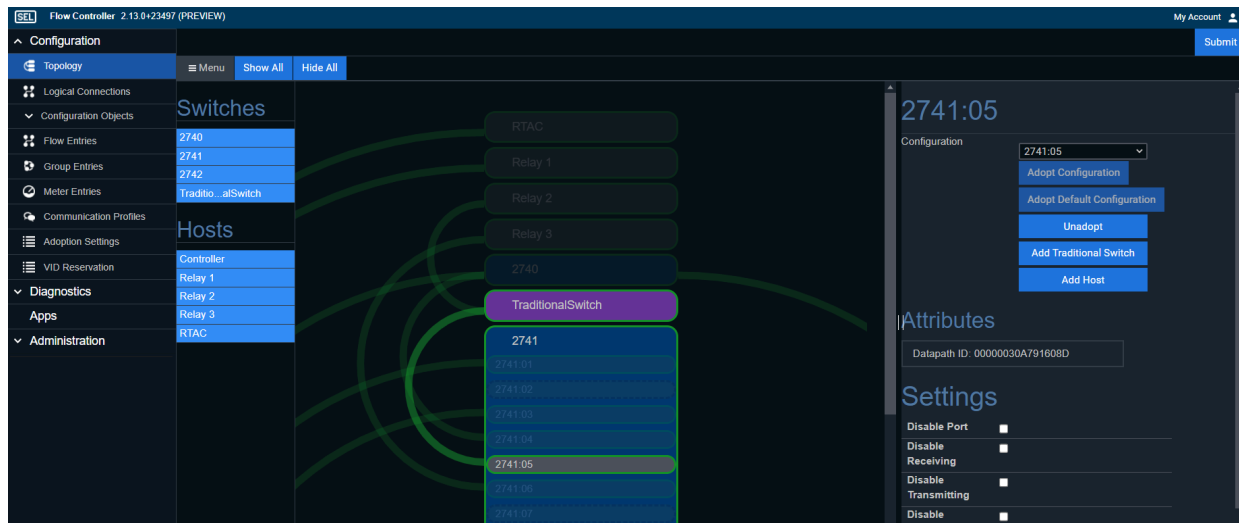 SEL Flow Controller 2.13.0+23497 (PREVIEW) My Account
Configuration
Submit
Topology
Menu Show All Hide All
Logical Connections
Configuration Objects
Flow Entries
Group Entries
Meter Entries
Communication Profiles
Adoption Settings
VID Reservation
Diagnostics
Apps
Administration
Switches
2740
2741
2742
Traditio...alSwitch
Hosts
Controller
Relay 1
Relay 2
Relay 3
RTAC
RTAC
Relay 1
Relay 2
Relay 3
2740
TraditionalSwitch
2741
2741:01
2741:02
2741:03
2741:04
2741:05
2741:06
2741:07
2741:05
Configuration
2741:05
Adopt Configuration
Adopt Default Configuration
Unadopt
Add Traditional Switch
Add Host
Attributes
Datapath ID: 00000030A791608D
Settings
Disable Port
Disable
Receiving
Disable
Transmitting
Disable